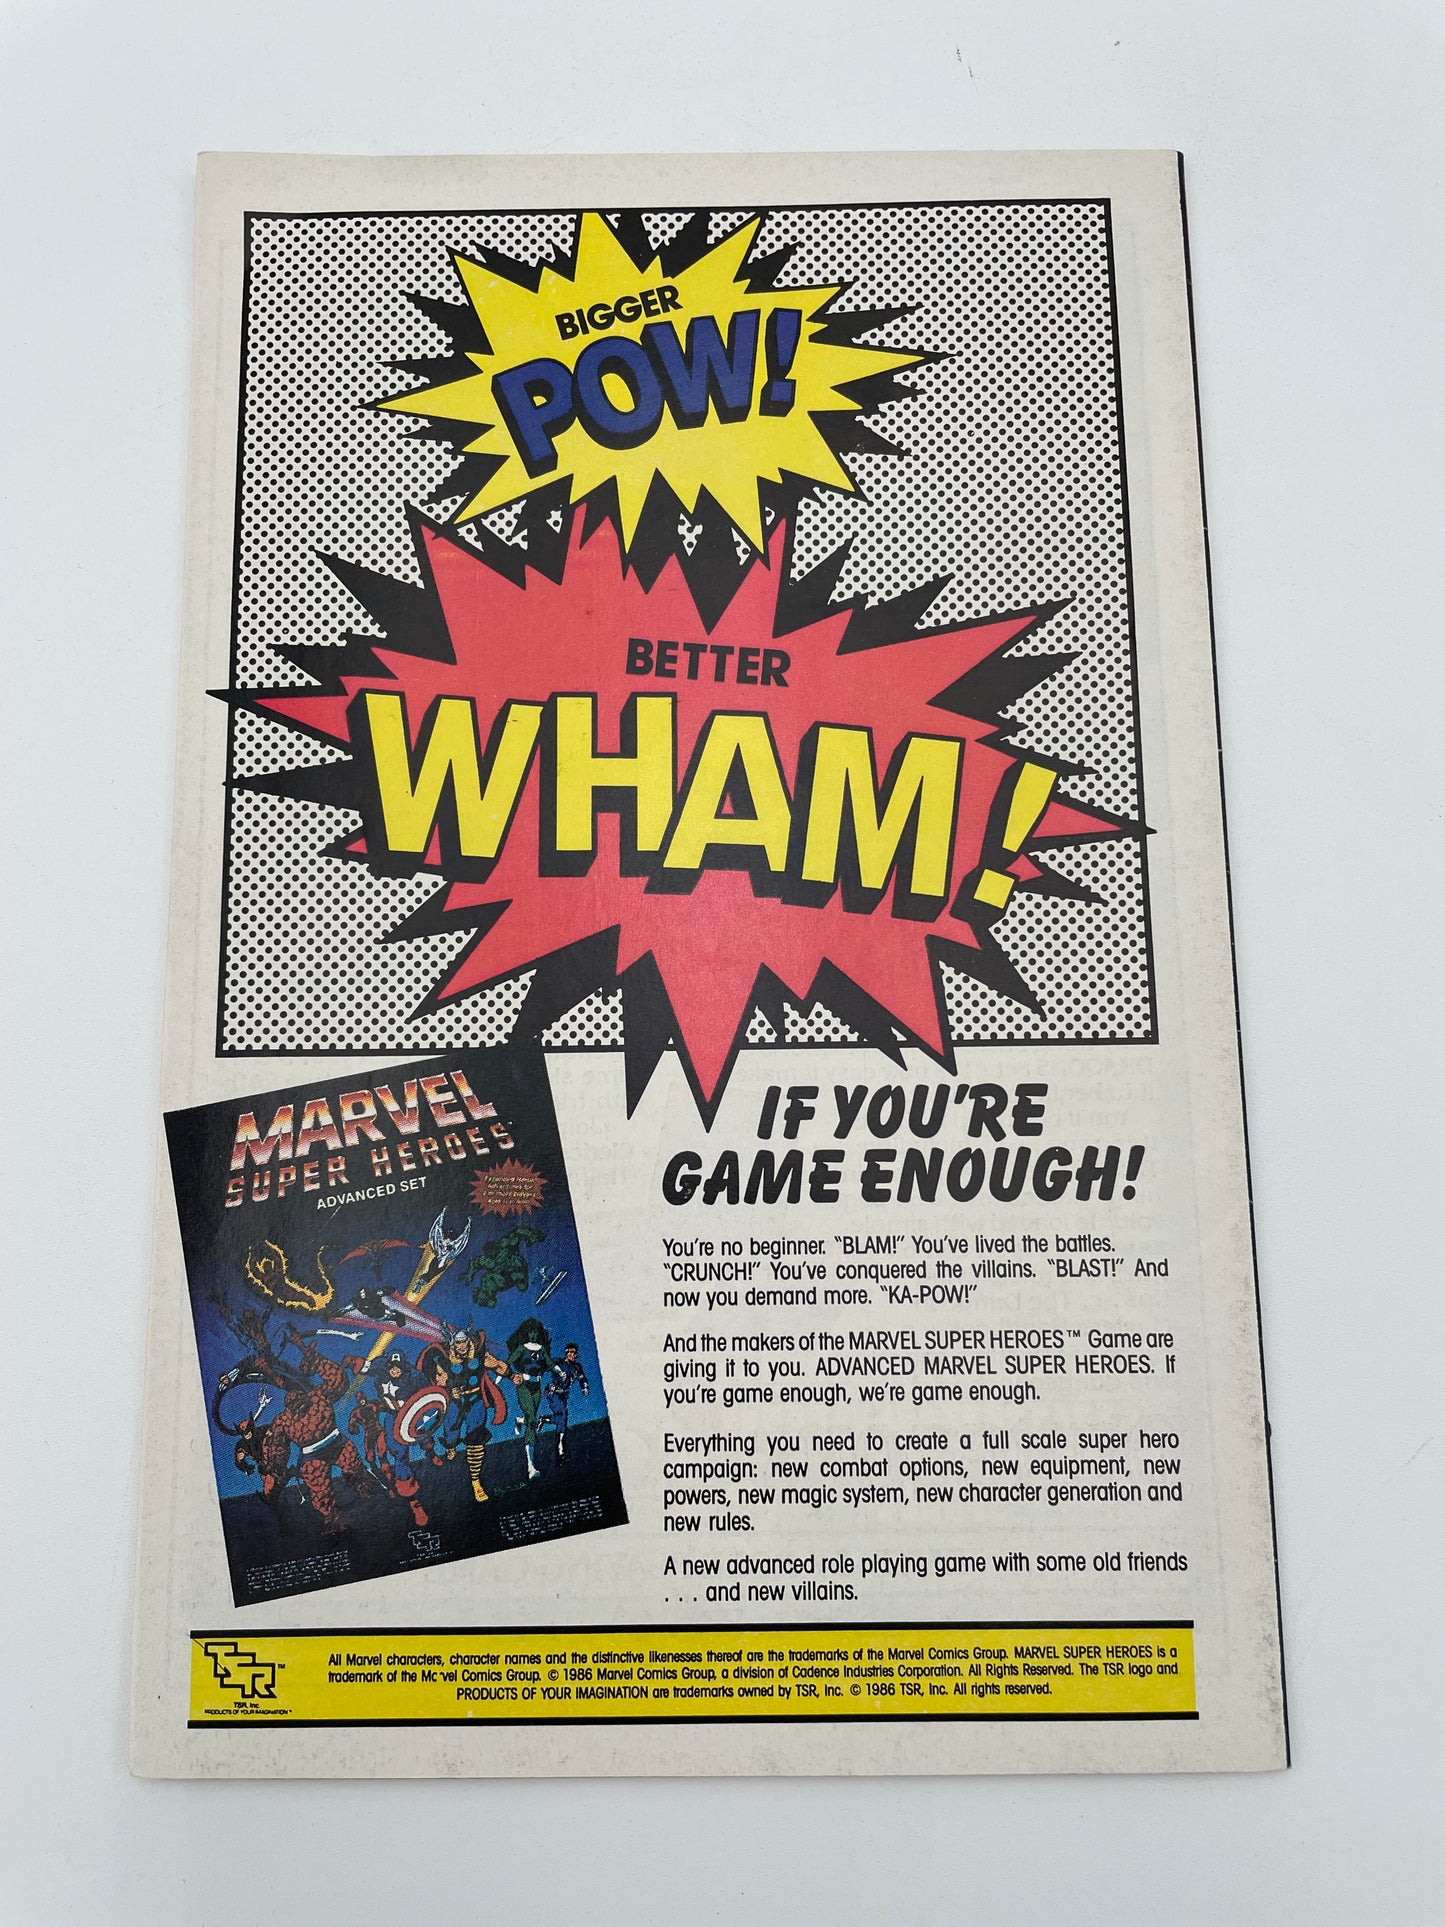 BIGGER
POW!
BETTER
WHAM!
MARVEL
SUPER HEROES
ADVANCED SET
IF YOU'RE
GAME ENOUGH!
You're no beginner. "BLAM!" You've lived the battles.
"CRUNCH!" You've conquered the villains. "BLAST!" And
now you demand more. "KA-POW!"
And the makers of the MARVEL SUPER HEROES™ Game are
giving it to you. ADVANCED MARVEL SUPER HEROES. If
you're game enough, we're game enough.
Everything you need to create a full scale super hero
campaign: new combat options, new equipment, new
powers, new magic system, new character generation and
new rules.
A new advanced role playing game with some old friends
. . . and new villains.
TSR™
TSR, Inc.
PRODUCTS OF YOUR IMAGINATION™
All Marvel characters, character names and the distinctive likenesses thereof are the trademarks of the Marvel Comics Group. MARVEL SUPER HEROES is a
trademark of the Marvel Comics Group. © 1986 Marvel Comics Group, a division of Cadence Industries Corporation. All Rights Reserved. The TSR logo and
PRODUCTS OF YOUR IMAGINATION are trademarks owned by TSR, Inc. © 1986 TSR, Inc. All rights reserved.